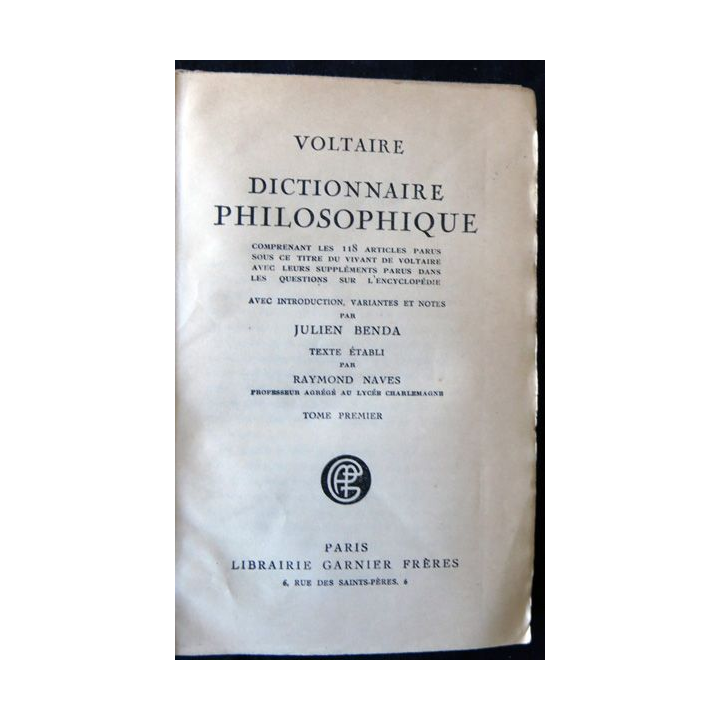 VOLTAIRE
DICTIONNAIRE
PHILOSOPHIQUE
COMPRENANT LES 118 ARTICLES PARUS
SOUS CE TITRE DU VIVANT DE VOLTAIRE
AVEC LEURS SUPPLÉMENTS PARUS DANS
LES QUESTIONS SUR L'ENCYCLOPÉDIE
AVEC INTRODUCTION, VARIANTES ET NOTES
PAR
JULIEN BENDA
TEXTE ÉTABLI
PAR
RAYMOND NAVES
PROFESSEUR AGRÉGÉ AU LYCÉE CHARLEMAGNE
TOME PREMIER
PARIS
LIBRAIRIE GARNIER FRÈRES
6, RUE DES SAINTS-PÈRES, 6